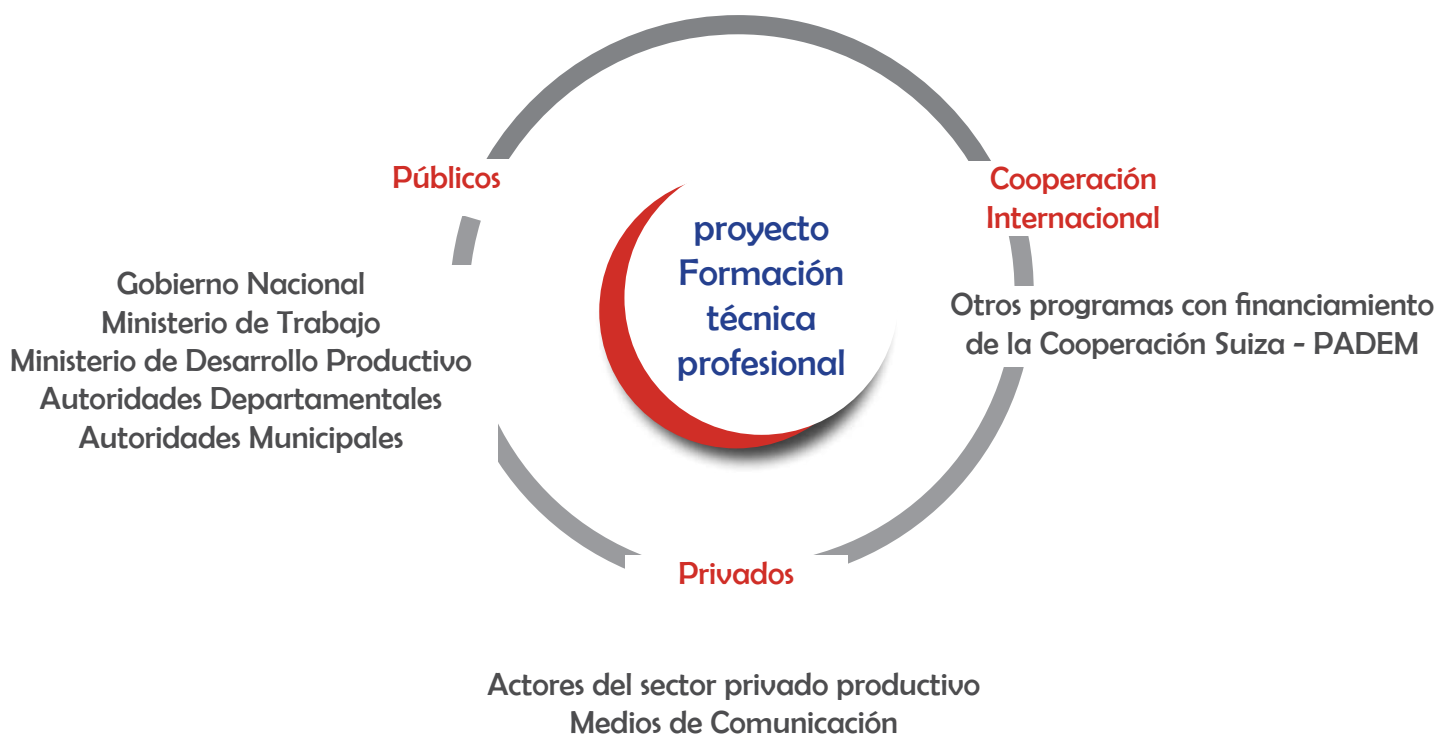 Públicos
Gobierno Nacional
Ministerio de Trabajo
Ministerio de Desarrollo Productivo
Autoridades Departamentales
Autoridades Municipales
proyecto
Formación
técnica
profesional
Cooperación
Internacional
Otros programas con financiamiento
de la Cooperación Suiza - PADEM
Privados
Actores del sector privado productivo
Medios de Comunicación